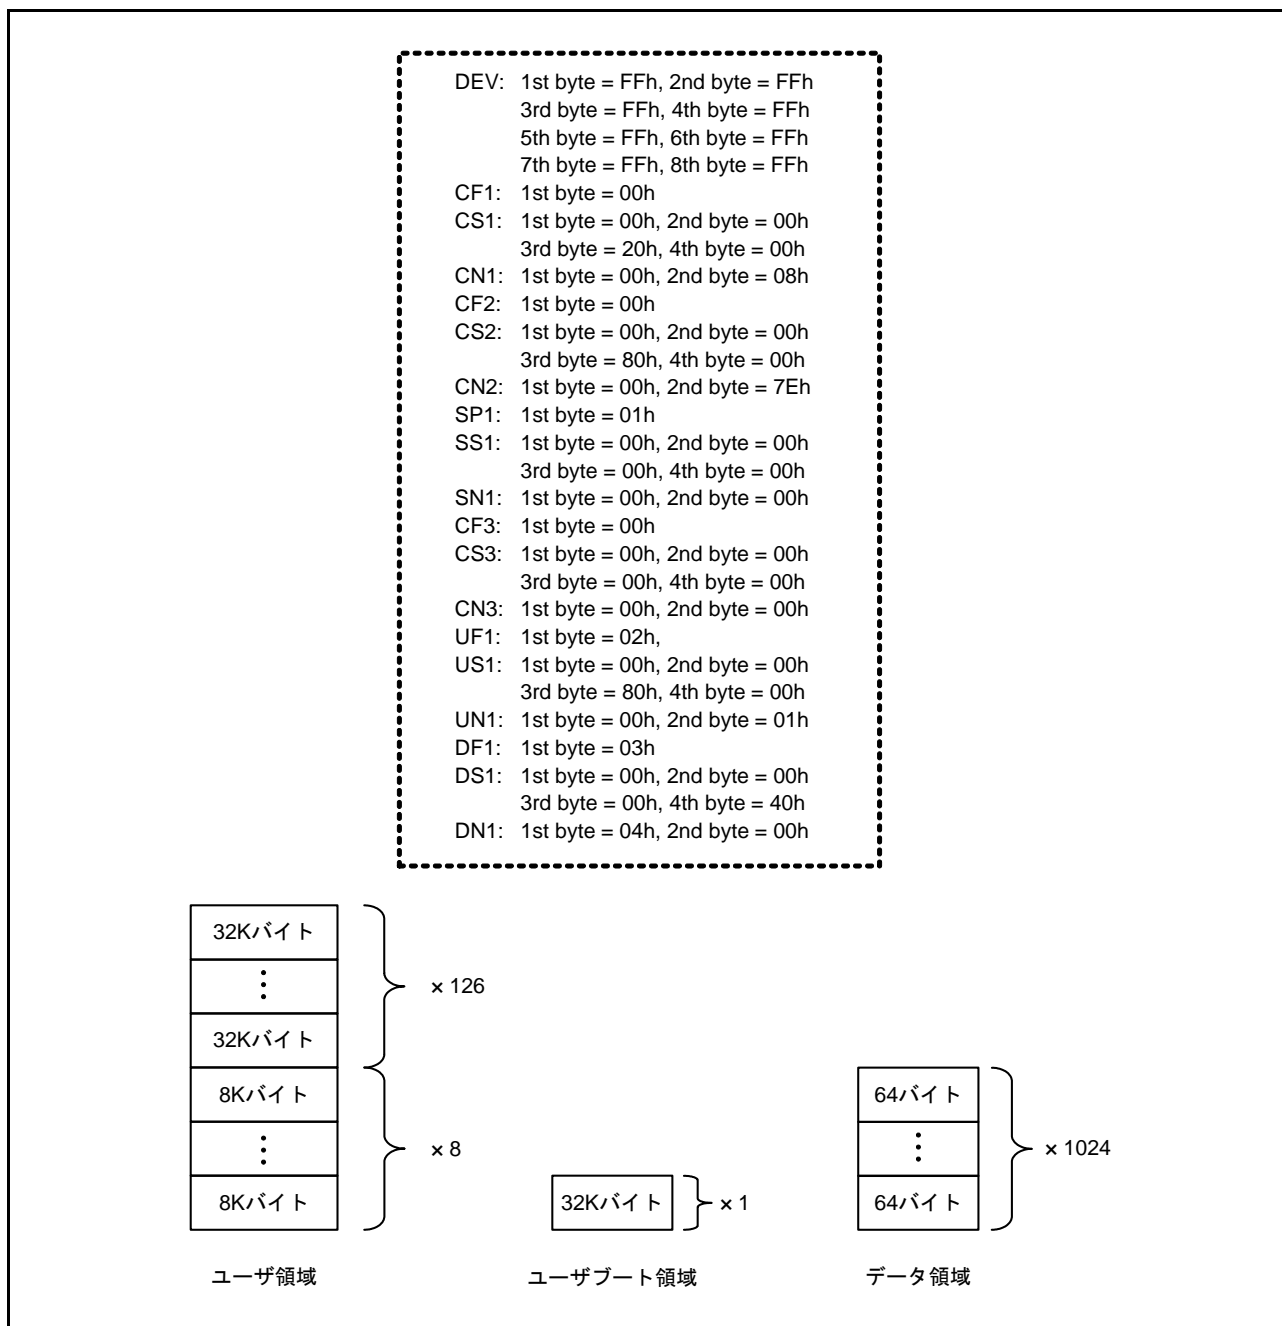 DEV: 1st byte = FFh, 2nd byte = FFh
3rd byte = FFh, 4th byte = FFh
5th byte = FFh, 6th byte = FFh
7th byte = FFh, 8th byte = FFh
CF1: 1st byte = 00h
CS1: 1st byte = 00h, 2nd byte = 00h
3rd byte = 20h, 4th byte = 00h
CN1: 1st byte = 00h, 2nd byte = 08h
CF2: 1st byte = 00h
CS2: 1st byte = 00h, 2nd byte = 00h
3rd byte = 80h, 4th byte = 00h
CN2: 1st byte = 00h, 2nd byte = 7Eh
SP1: 1st byte = 01h
SS1: 1st byte = 00h, 2nd byte = 00h
3rd byte = 00h, 4th byte = 00h
SN1: 1st byte = 00h, 2nd byte = 00h
CF3: 1st byte = 00h
CS3: 1st byte = 00h, 2nd byte = 00h
3rd byte = 00h, 4th byte = 00h
CN3: 1st byte = 00h, 2nd byte = 00h
UF1: 1st byte = 02h,
US1: 1st byte = 00h, 2nd byte = 00h
3rd byte = 80h, 4th byte = 00h
UN1: 1st byte = 00h, 2nd byte = 01h
DF1: 1st byte = 03h
DS1: 1st byte = 00h, 2nd byte = 00h
3rd byte = 00h, 4th byte = 40h
DN1: 1st byte = 04h, 2nd byte = 00h
32Kバイト
⋮
× 126
32Kバイト
8Kバイト
⋮
× 8
8Kバイト
ユーザ領域
32Kバイト
× 1
ユーザブート領域
64バイト
⋮
× 1024
64バイト
データ領域